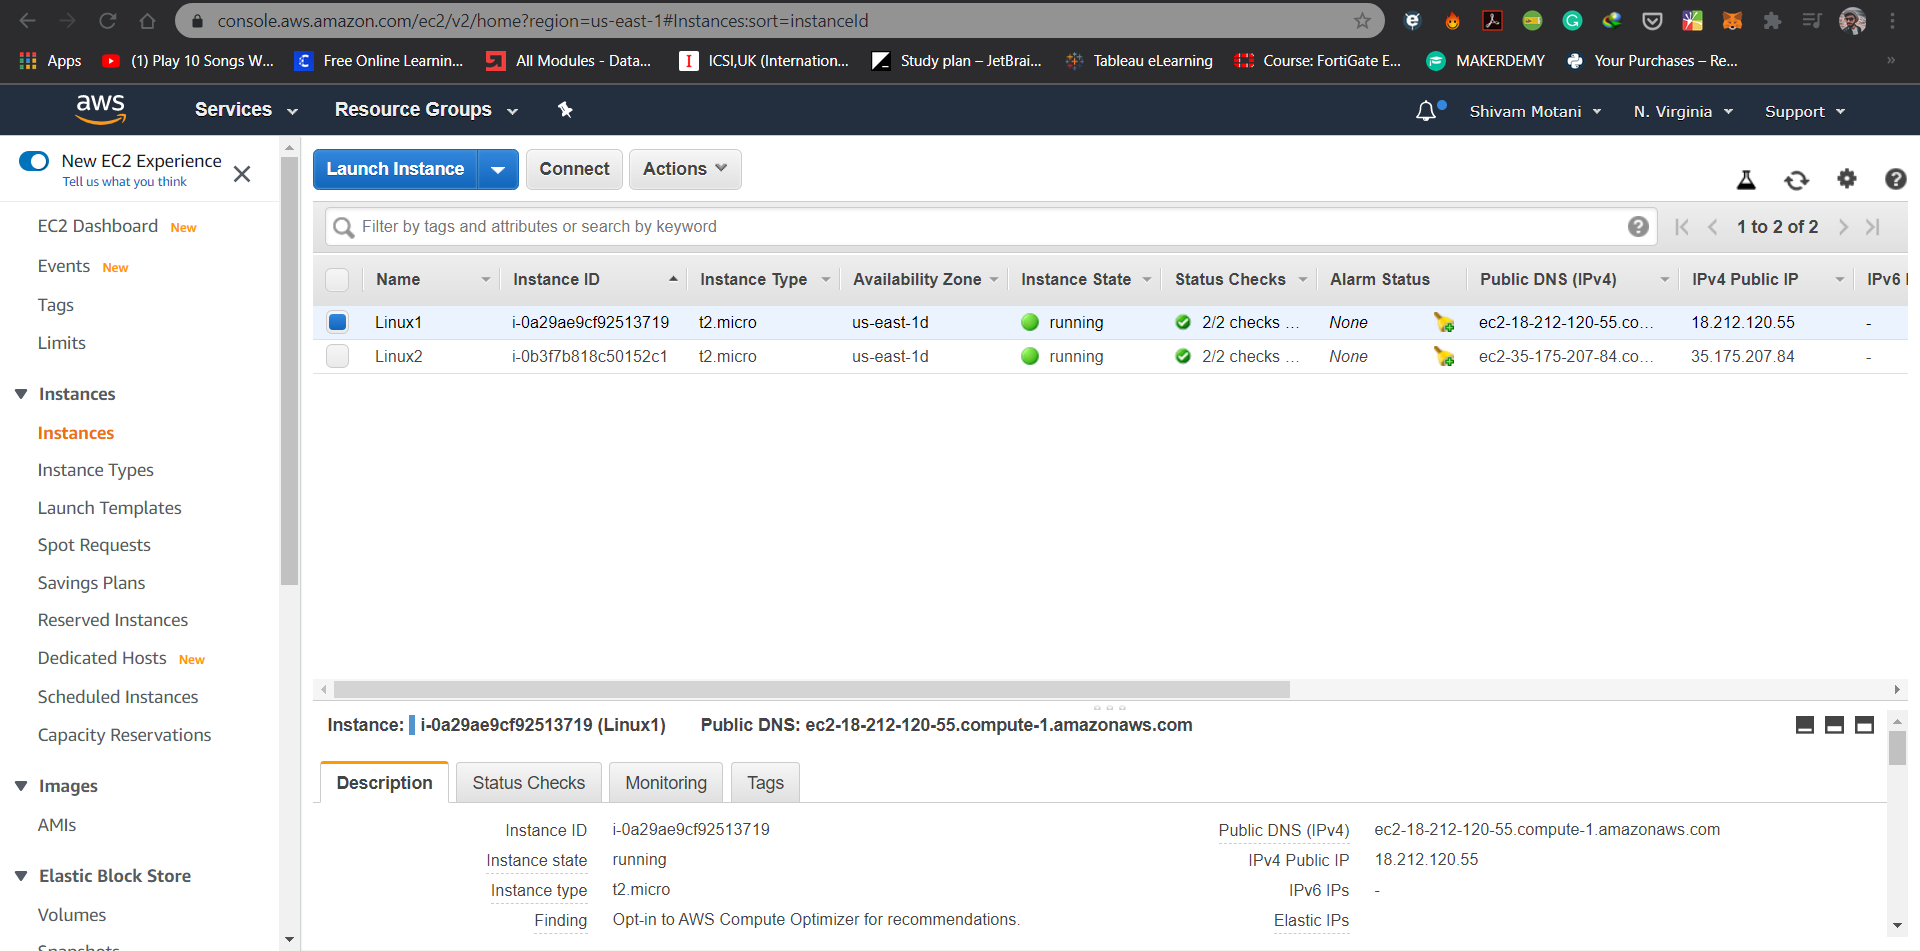 console.aws.amazon.com/ec2/v2/home?region=us-east-1#Instances:sort=instanceId
Apps (1) Play 10 Songs W... Free Online Learnin... All Modules - Data... ICSI,UK (Internation... Study plan – JetBrai... Tableau eLearning Course: FortiGate E... MAKERDEMY Your Purchases – Re... »
aws Services Resource Groups Shivam Motani N. Virginia Support
New EC2 Experience
Tell us what you think
EC2 Dashboard New
Events New
Tags
Limits
Instances
Instances
Instance Types
Launch Templates
Spot Requests
Savings Plans
Reserved Instances
Dedicated Hosts New
Scheduled Instances
Capacity Reservations
Images
AMIs
Elastic Block Store
Volumes
Snapshots
Launch Instance Connect Actions
Filter by tags and attributes or search by keyword 1 to 2 of 2
Name Instance ID Instance Type Availability Zone Instance State Status Checks Alarm Status Public DNS (IPv4) IPv4 Public IP IPv6
Linux1 i-0a29ae9cf92513719 t2.micro us-east-1d running 2/2 checks ... None ec2-18-212-120-55.co... 18.212.120.55 -
Linux2 i-0b3f7b818c50152c1 t2.micro us-east-1d running 2/2 checks ... None ec2-35-175-207-84.co... 35.175.207.84 -
Instance: i-0a29ae9cf92513719 (Linux1) Public DNS: ec2-18-212-120-55.compute-1.amazonaws.com
Description Status Checks Monitoring Tags
Instance ID i-0a29ae9cf92513719 Public DNS (IPv4) ec2-18-212-120-55.compute-1.amazonaws.com
Instance state running IPv4 Public IP 18.212.120.55
Instance type t2.micro IPv6 IPs -
Finding Opt-in to AWS Compute Optimizer for recommendations. Elastic IPs